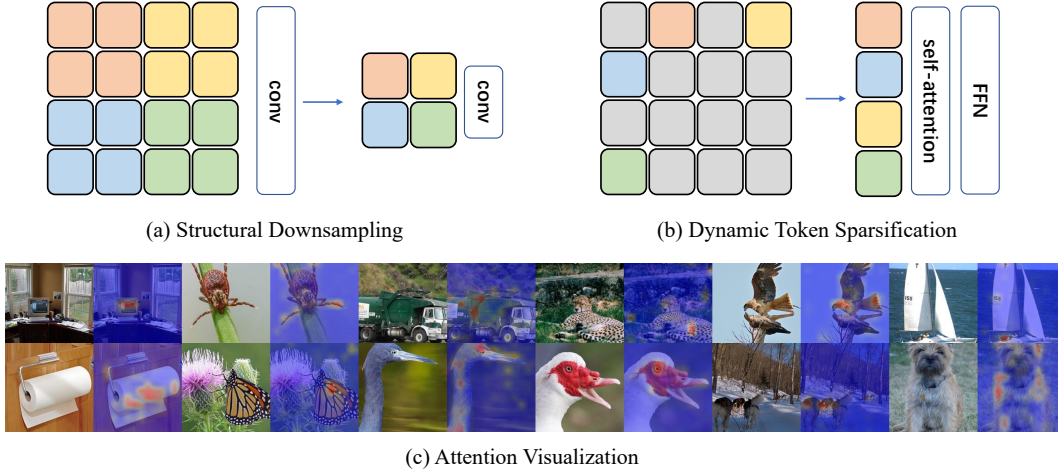 conv
conv
self-attention
FFN
(a) Structural Downsampling
(b) Dynamic Token Sparsification
(c) Attention Visualization